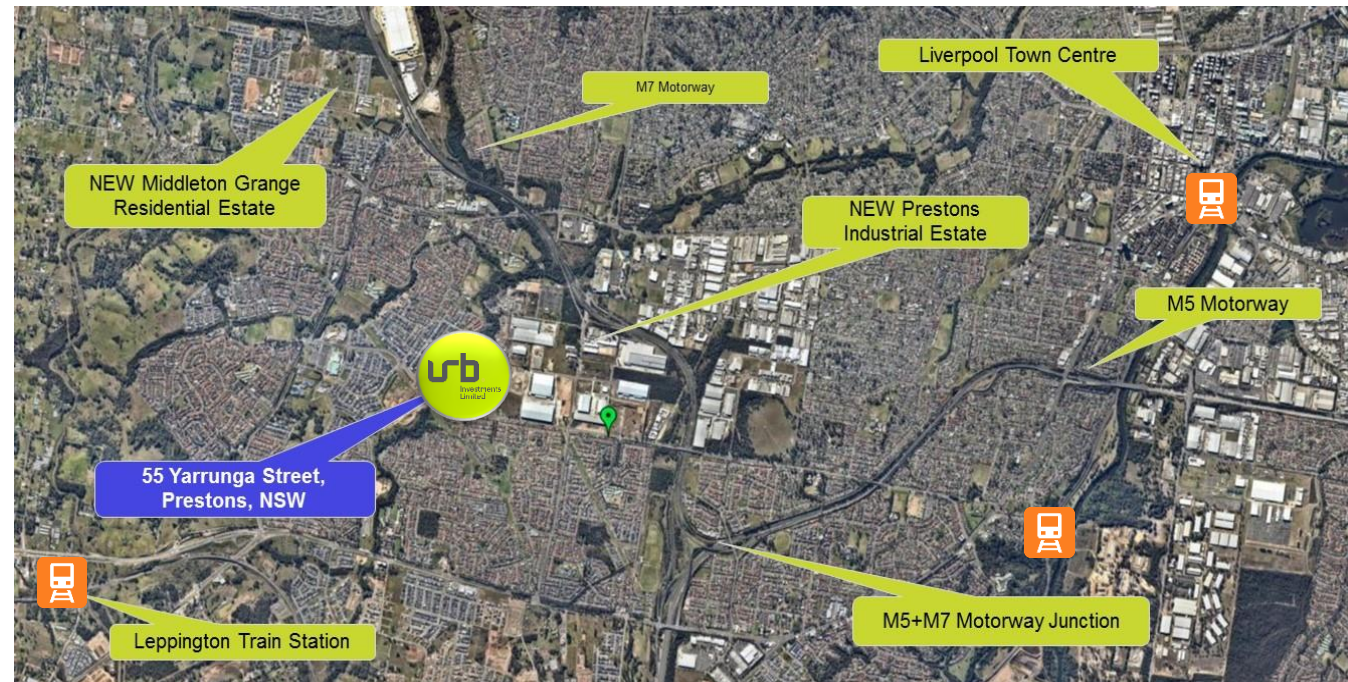 Liverpool Town Centre
M7 Motorway
NEW Middleton Grange
Residential Estate
NEW Prestons
Industrial Estate
M5 Motorway
urb
Investments
Limited
55 Yarrunga Street,
Prestons, NSW
M5+M7 Motorway Junction
Leppington Train Station